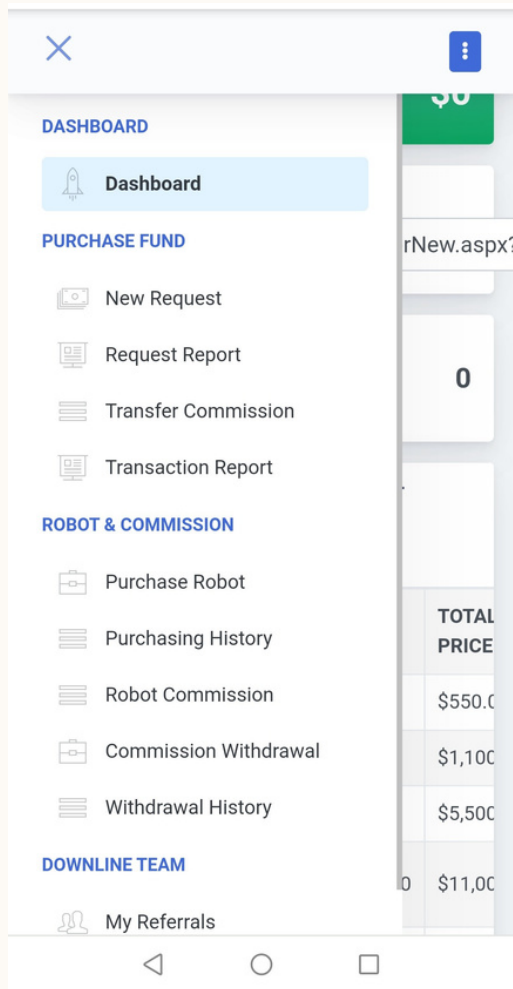 $0
DASHBOARD
Dashboard
PURCHASE FUND
rNew.aspx?
New Request
Request Report
0
Transfer Commission
Transaction Report
ROBOT & COMMISSION
Purchase Robot
TOTAL
PRICE
Purchasing History
Robot Commission
$550.0
Commission Withdrawal
$1,100
Withdrawal History
$5,500
DOWNLINE TEAM
0 $11,00
My Referrals